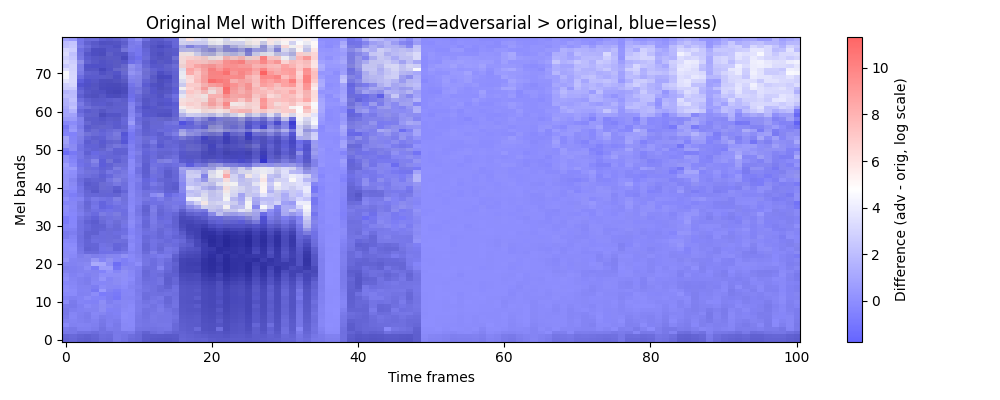 Original Mel with Differences (red=adversarial > original, blue=less)
Mel bands
70
60
50
40
30
20
10
0
0 20 40 60 80 100
Time frames
10
8
6
4
2
0
Difference (adv - orig, log scale)